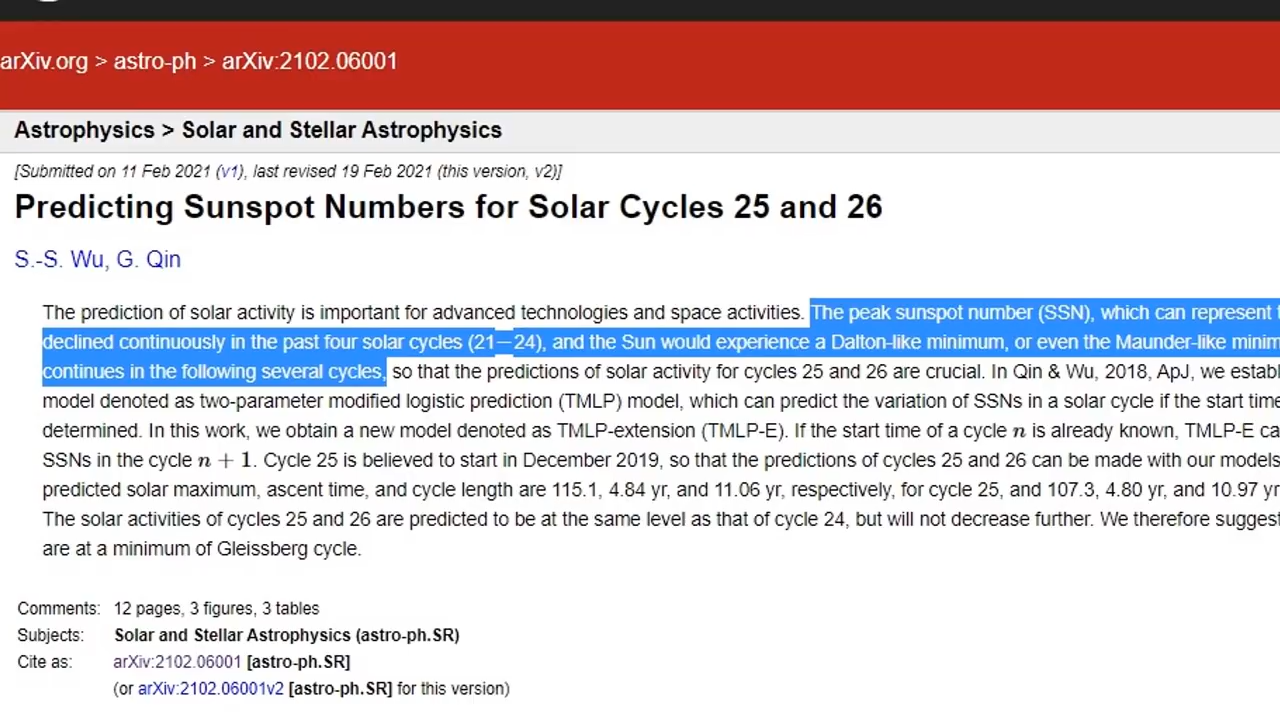 arXiv.org > astro-ph > arXiv:2102.06001
Astrophysics > Solar and Stellar Astrophysics
[Submitted on 11 Feb 2021 (v1), last revised 19 Feb 2021 (this version, v2)]
Predicting Sunspot Numbers for Solar Cycles 25 and 26
S.-S. Wu, G. Qin
The prediction of solar activity is important for advanced technologies and space activities. The peak sunspot number (SSN), which can represent
declined continuously in the past four solar cycles (21−24), and the Sun would experience a Dalton-like minimum, or even the Maunder-like
continues in the following several cycles, so that the predictions of solar activity for cycles 25 and 26 are crucial. In Qin & Wu, 2018, ApJ, we
model denoted as two-parameter modified logistic prediction (TMLP) model, which can predict the variation of SSNs in a solar cycle if the start time
determined. In this work, we obtain a new model denoted as TMLP-extension (TMLP-E). If the start time of a cycle n is already known, TMLP-E
SSNs in the cycle n + 1. Cycle 25 is believed to start in December 2019, so that the predictions of cycles 25 and 26 can be made with our models
predicted solar maximum, ascent time, and cycle length are 115.1, 4.84 yr, and 11.06 yr, respectively, for cycle 25, and 107.3, 4.80 yr, and 10.97 yr
The solar activities of cycles 25 and 26 are predicted to be at the same level as that of cycle 24, but will not decrease further. We therefore suggest
are at a minimum of Gleissberg cycle.
Comments: 12 pages, 3 figures, 3 tables
Subjects: Solar and Stellar Astrophysics (astro-ph.SR)
Cite as: arXiv:2102.06001 [astro-ph.SR]
(or arXiv:2102.06001v2 [astro-ph.SR] for this version)